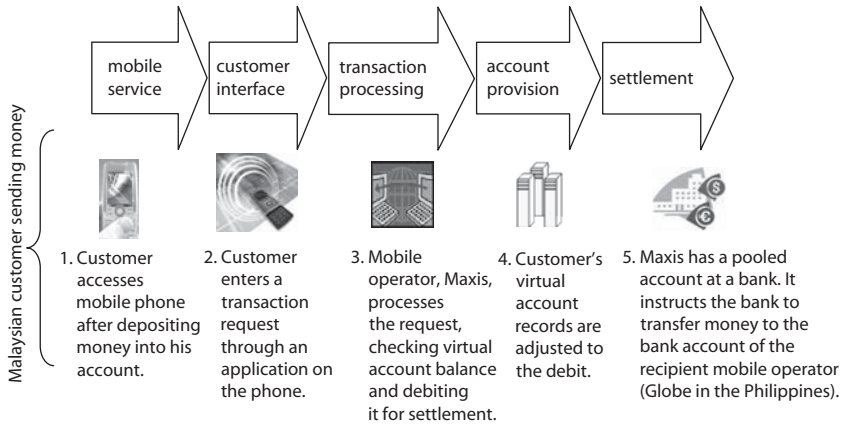 mobile
service
customer
interface
transaction
processing
account
provision
settlement
Malaysian customer sending money
1. Customer
accesses
mobile phone
after depositing
money into his
account.
2. Customer
enters a
transaction
request
through an
application on
the phone.
3. Mobile
operator, Maxis,
processes
the request,
checking virtual
account balance
and debiting
it for settlement.
4. Customer’s
virtual
account
records are
adjusted to
the debit.
5. Maxis has a pooled
account at a bank. It
instructs the bank to
transfer money to the
bank account of the
recipient mobile operator
(Globe in the Philippines).
$
€